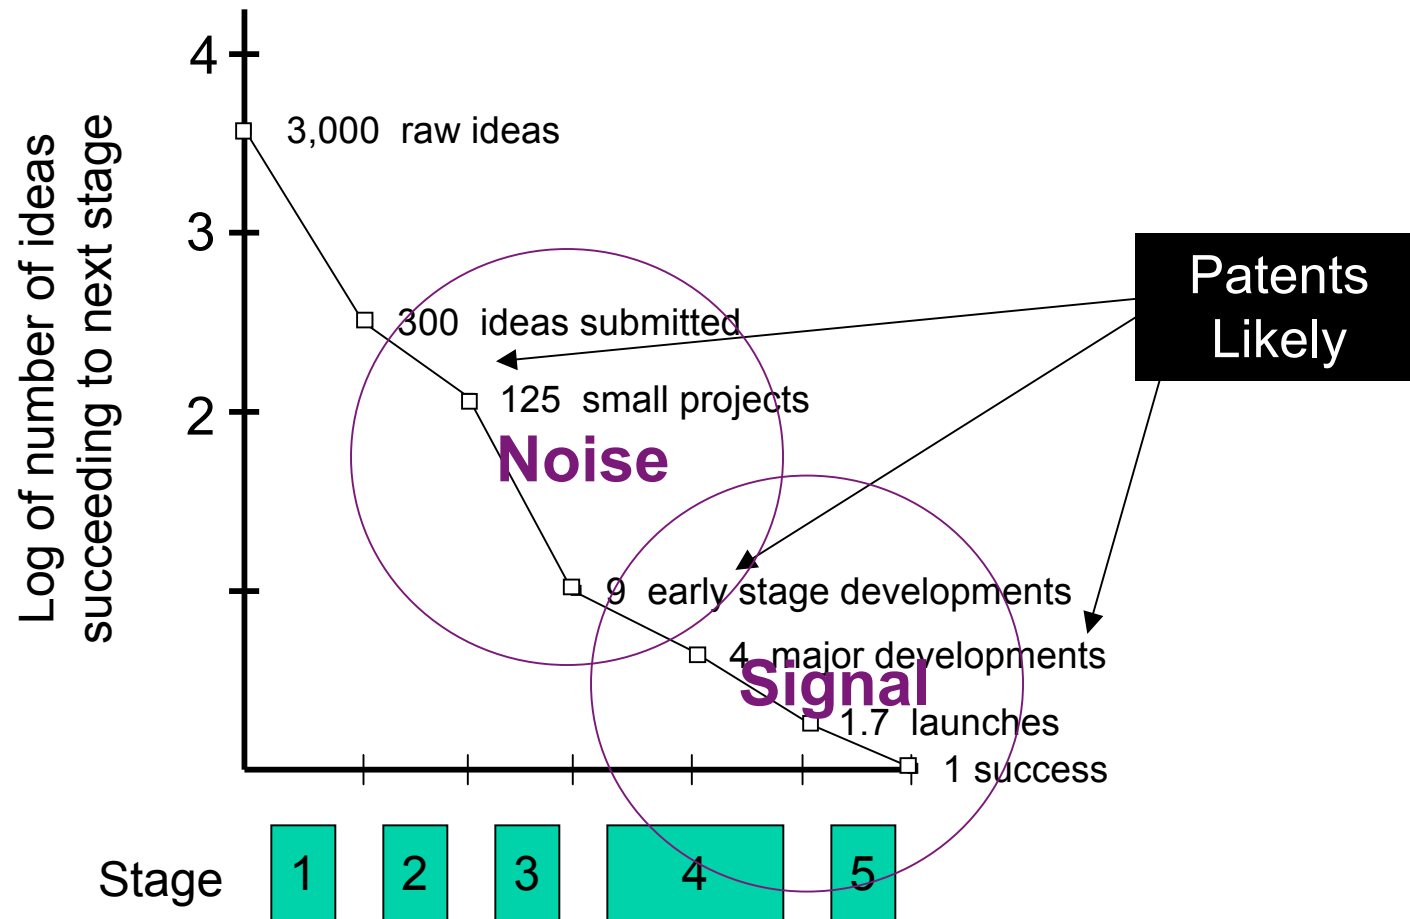 Log of number of ideas
succeeding to next stage
4
3
2
3,000 raw ideas
300 ideas submitted
125 small projects
Noise
9 early stage developments
4 major developments
Signal
1.7 launches
1 success
Patents
Likely
Stage
1
2
3
4
5